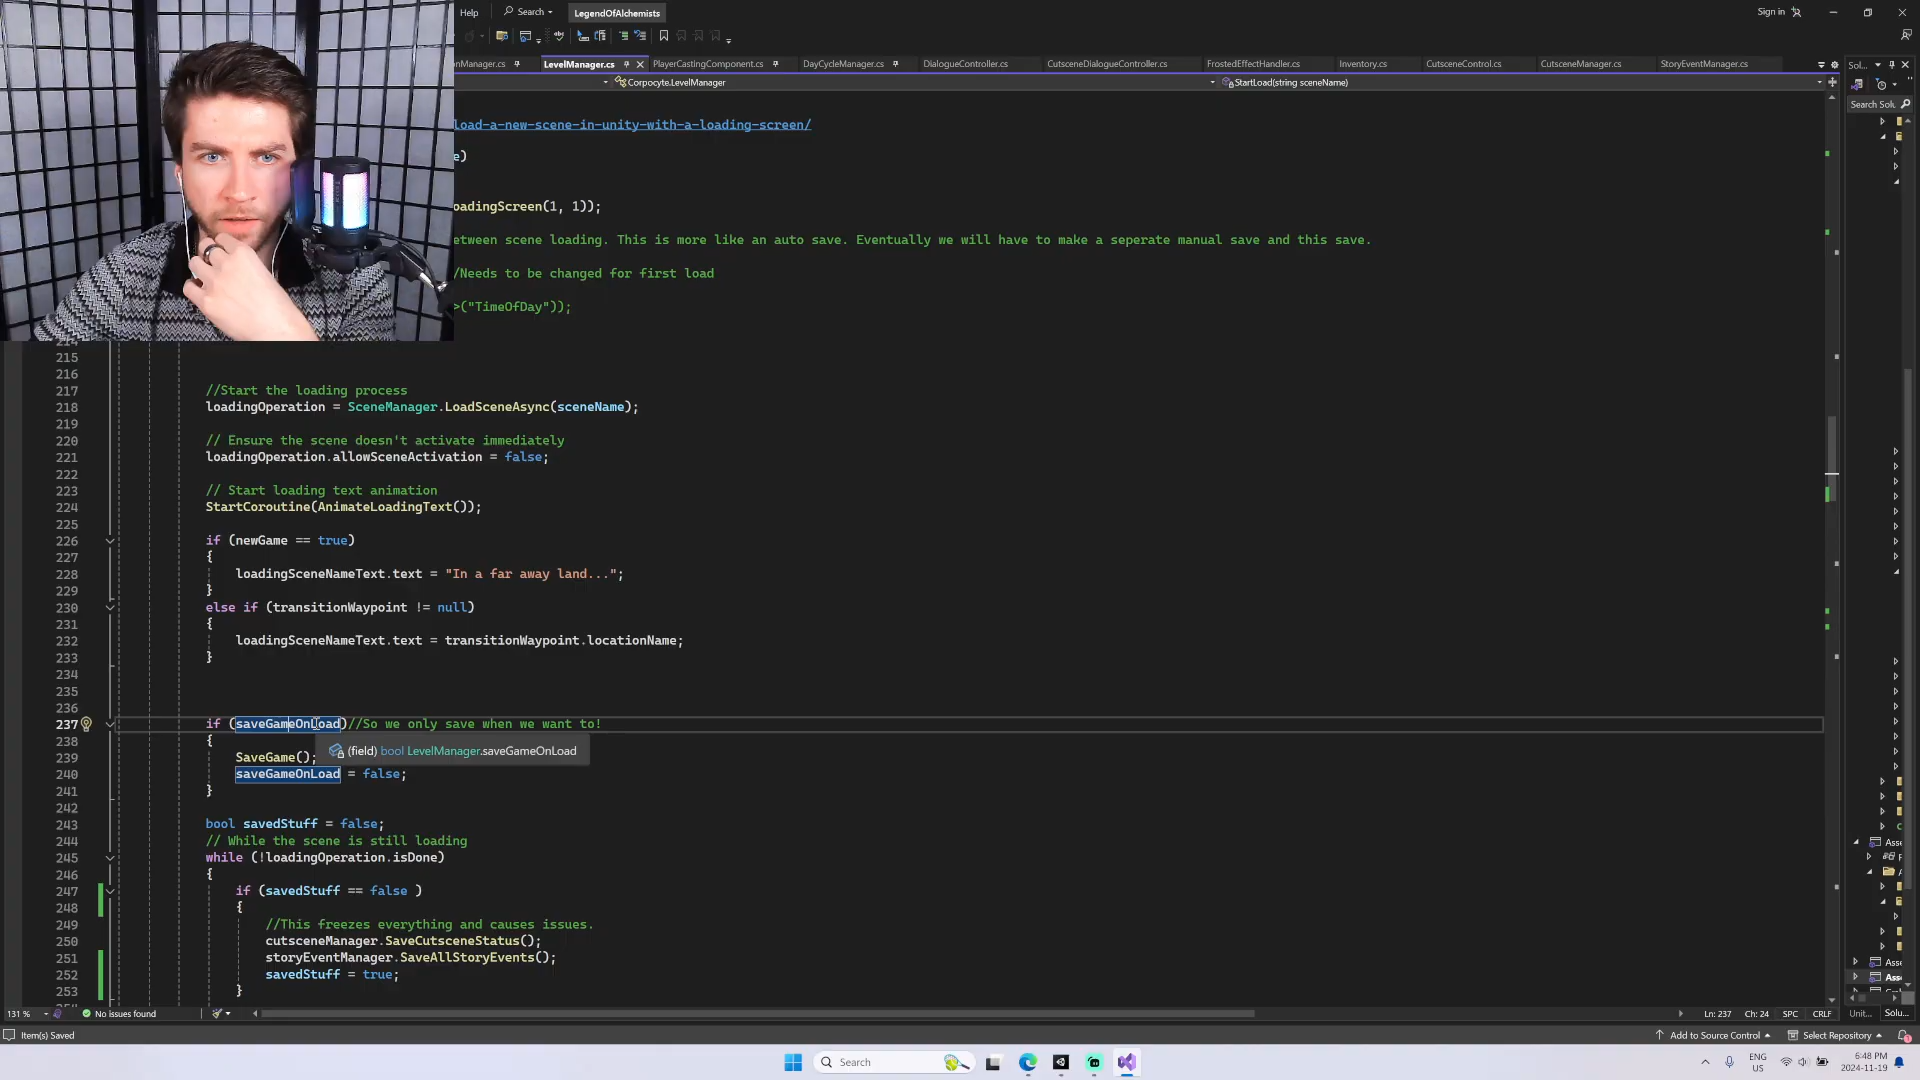 Help Search LegendOfAlchemists Sign in
onManager.cs LevelManager.cs PlayerCastingComponent.cs DayCycleManager.cs DialogueController.cs CutsceneDialogueController.cs FrostedEffectHandler.cs Inventory.cs CutsceneControl.cs CutsceneManager.cs StoryEventManager.cs Sol..
Corpocyte.LevelManager StartLoad(string sceneName)
Search Solu
load-a-new-scene-in-unity-with-a-loading-screen/
e)
oadingScreen(1, 1));
etween scene loading. This is more like an auto save. Eventually we will have to make a seperate manual save and this save.
/Needs to be changed for first load
>("TimeOfDay"));
214
215
216
217 //Start the loading process
218 loadingOperation = SceneManager.LoadSceneAsync(sceneName);
219
220 // Ensure the scene doesn't activate immediately
221 loadingOperation.allowSceneActivation = false;
222
223 // Start loading text animation
224 StartCoroutine(AnimateLoadingText());
225
226 if (newGame == true)
227 {
228 loadingSceneNameText.text = "In a far away land...";
229 }
230 else if (transitionWaypoint != null)
231 {
232 loadingSceneNameText.text = transitionWaypoint.locationName;
233 }
234
235
236
237 if (saveGameOnLoad)//So we only save when we want to!
238 { (field) bool LevelManager.saveGameOnLoad
239 SaveGame();
240 saveGameOnLoad = false;
241 }
242
243 bool savedStuff = false;
244 // While the scene is still loading
245 while (!loadingOperation.isDone)
246 {
247 if (savedStuff == false )
248 {
249 //This freezes everything and causes issues.
250 cutsceneManager.SaveCutsceneStatus();
251 storyEventManager.SaveAllStoryEvents();
252 savedStuff = true;
253 }
131 % No issues found Ln: 237 Ch: 24 SPC CRLF Unit... Solu...
Item(s) Saved Add to Source Control Select Repository
Search ENG US 6:48 PM 2024-11-19